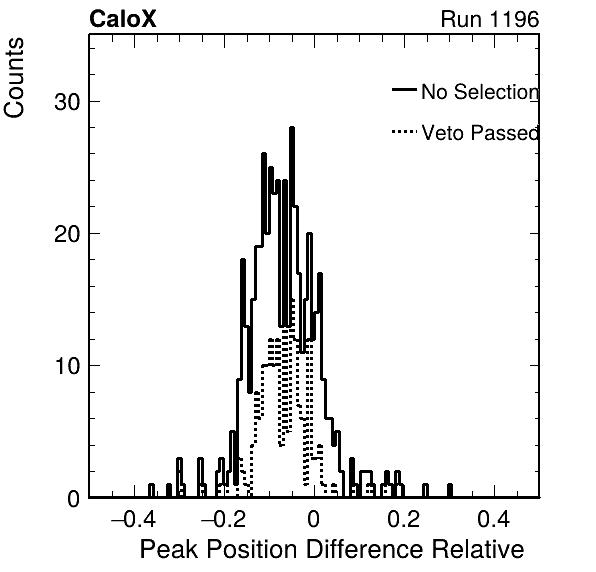 CaloX Run 1196
Counts
No Selection
Veto Passed
30
20
10
0
−0.4 −0.2 0 0.2 0.4
Peak Position Difference Relative